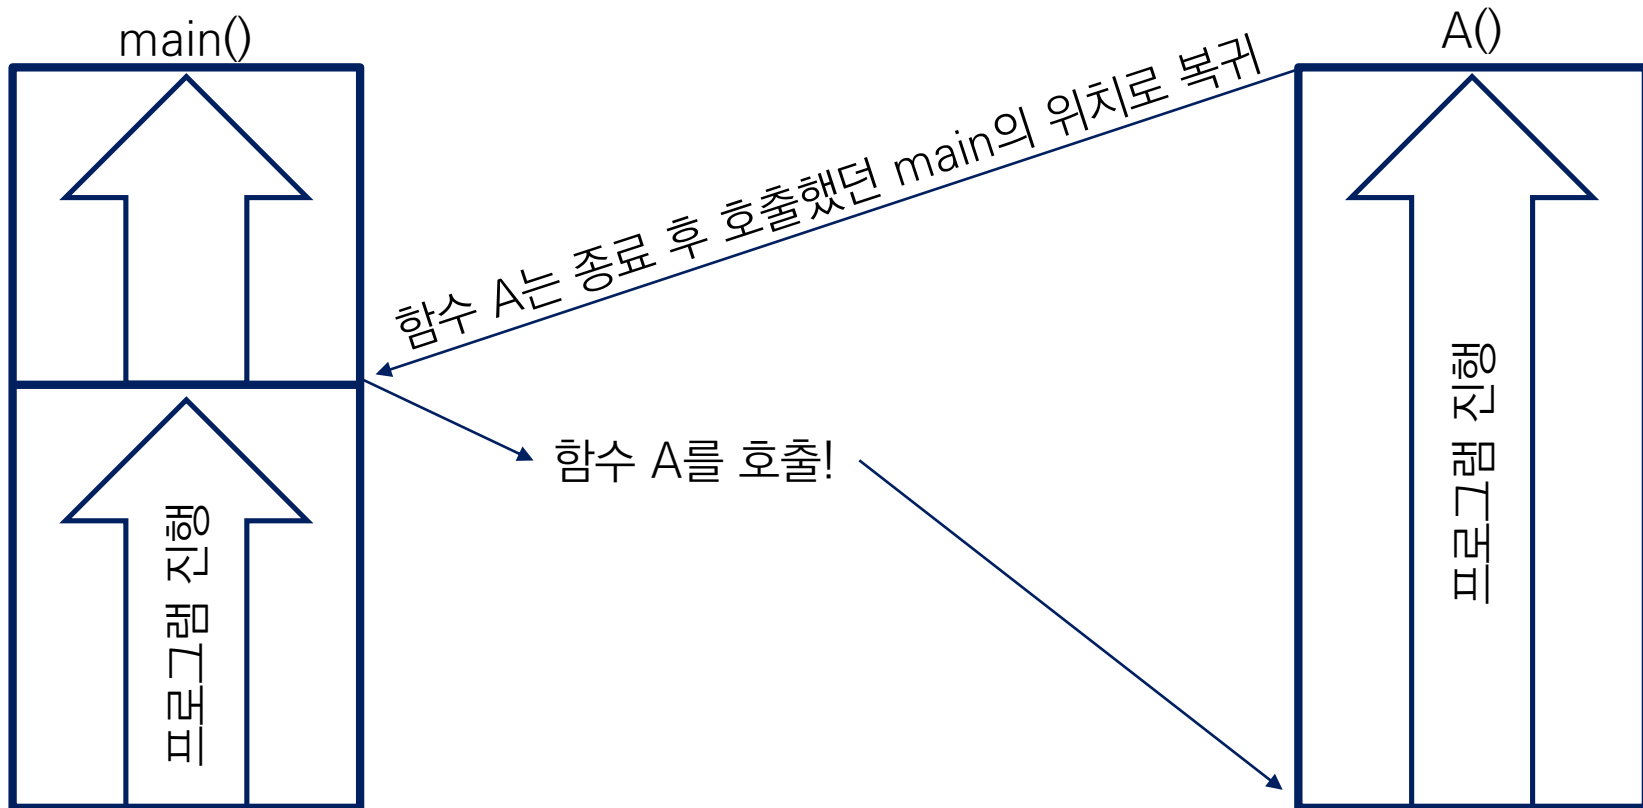 main()
A()
함수 A는 종료 후 호출했던 main의 위치로 복귀
함수 A를 호출!
프로그램 진행
프로그램 진행